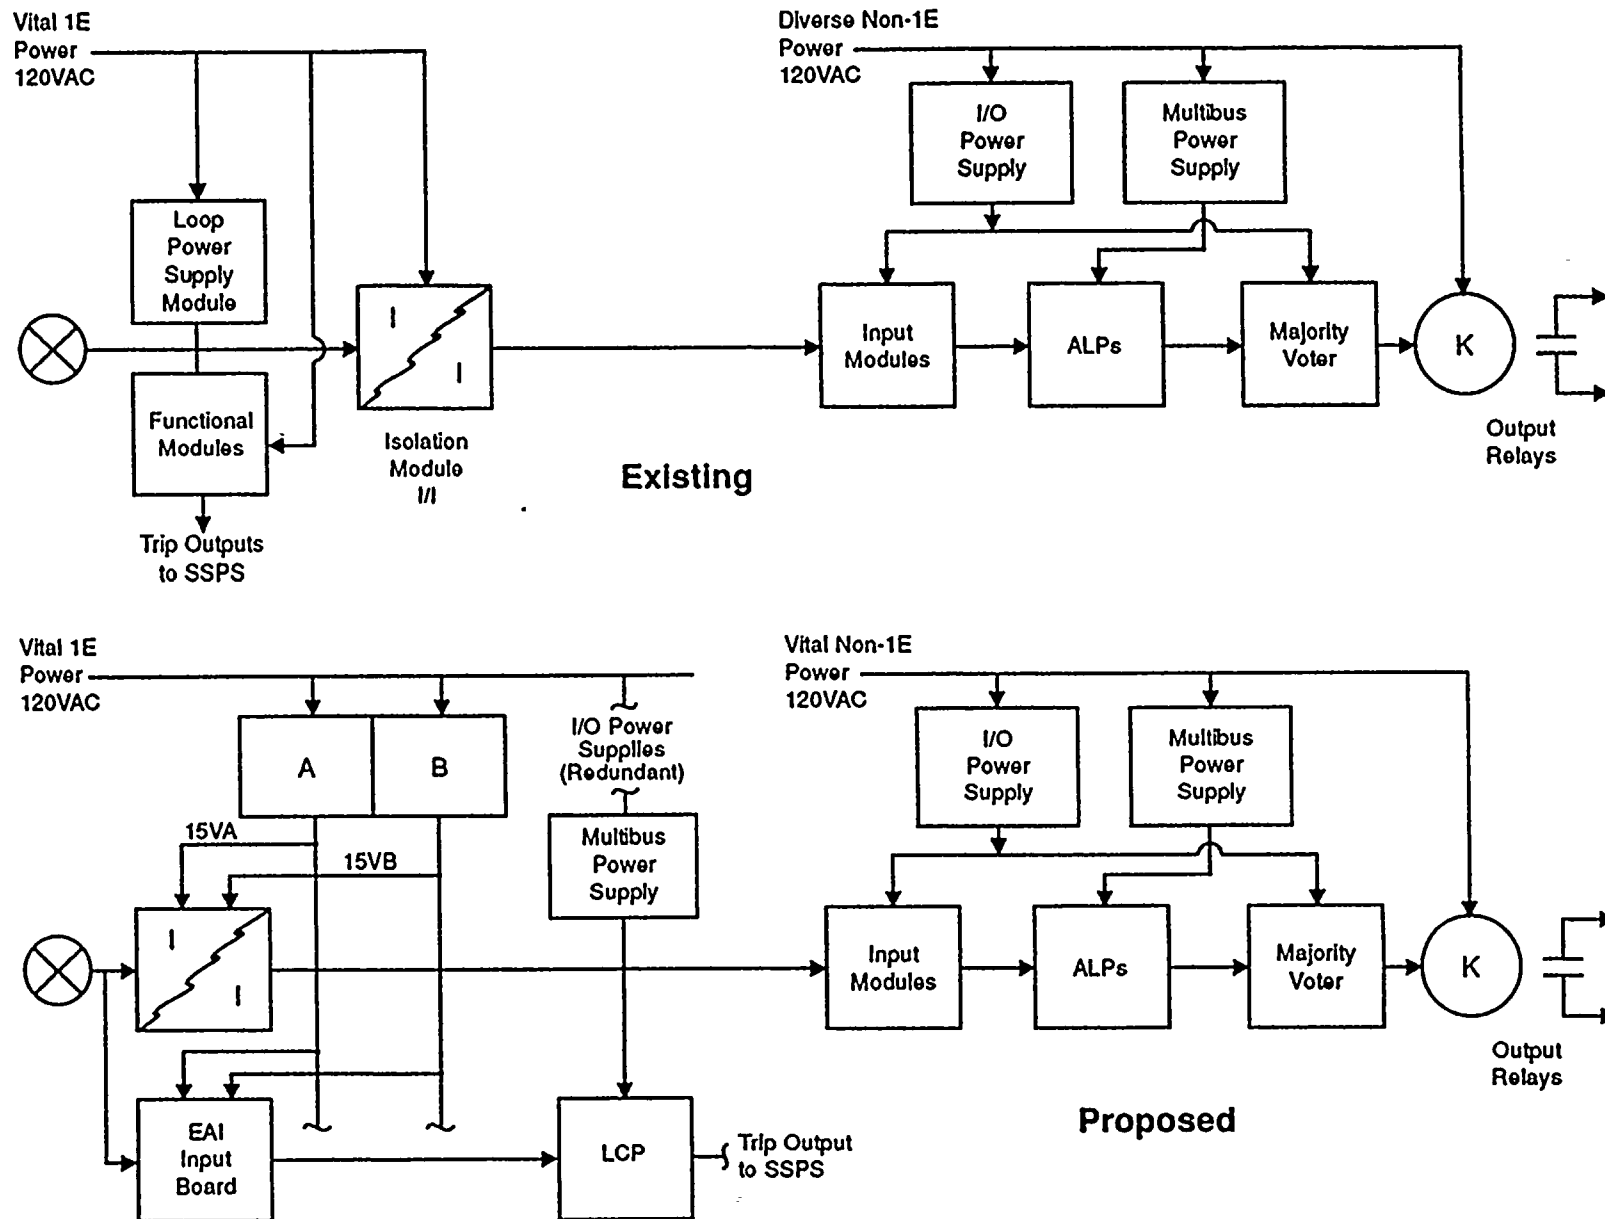 Vital 1E
Power
120VAC
Diverse Non-1E
Power
120VAC
I/O
Power
Supply
Multibus
Power
Supply
Loop
Power
Supply
Module
I
I
Input
Modules
ALPs
Majority
Voter
K
Functional
Modules
Isolation
Module
I/I
Output
Relays
Existing
Trip Outputs
to SSPS
Vital 1E
Power
120VAC
Vital Non-1E
Power
120VAC
A
B
I/O Power
Supplies
(Redundant)
I/O
Power
Supply
Multibus
Power
Supply
15VA
15VB
Multibus
Power
Supply
I
I
Input
Modules
ALPs
Majority
Voter
K
Output
Relays
EAI
Input
Board
LCP
Trip Output
to SSPS
Proposed